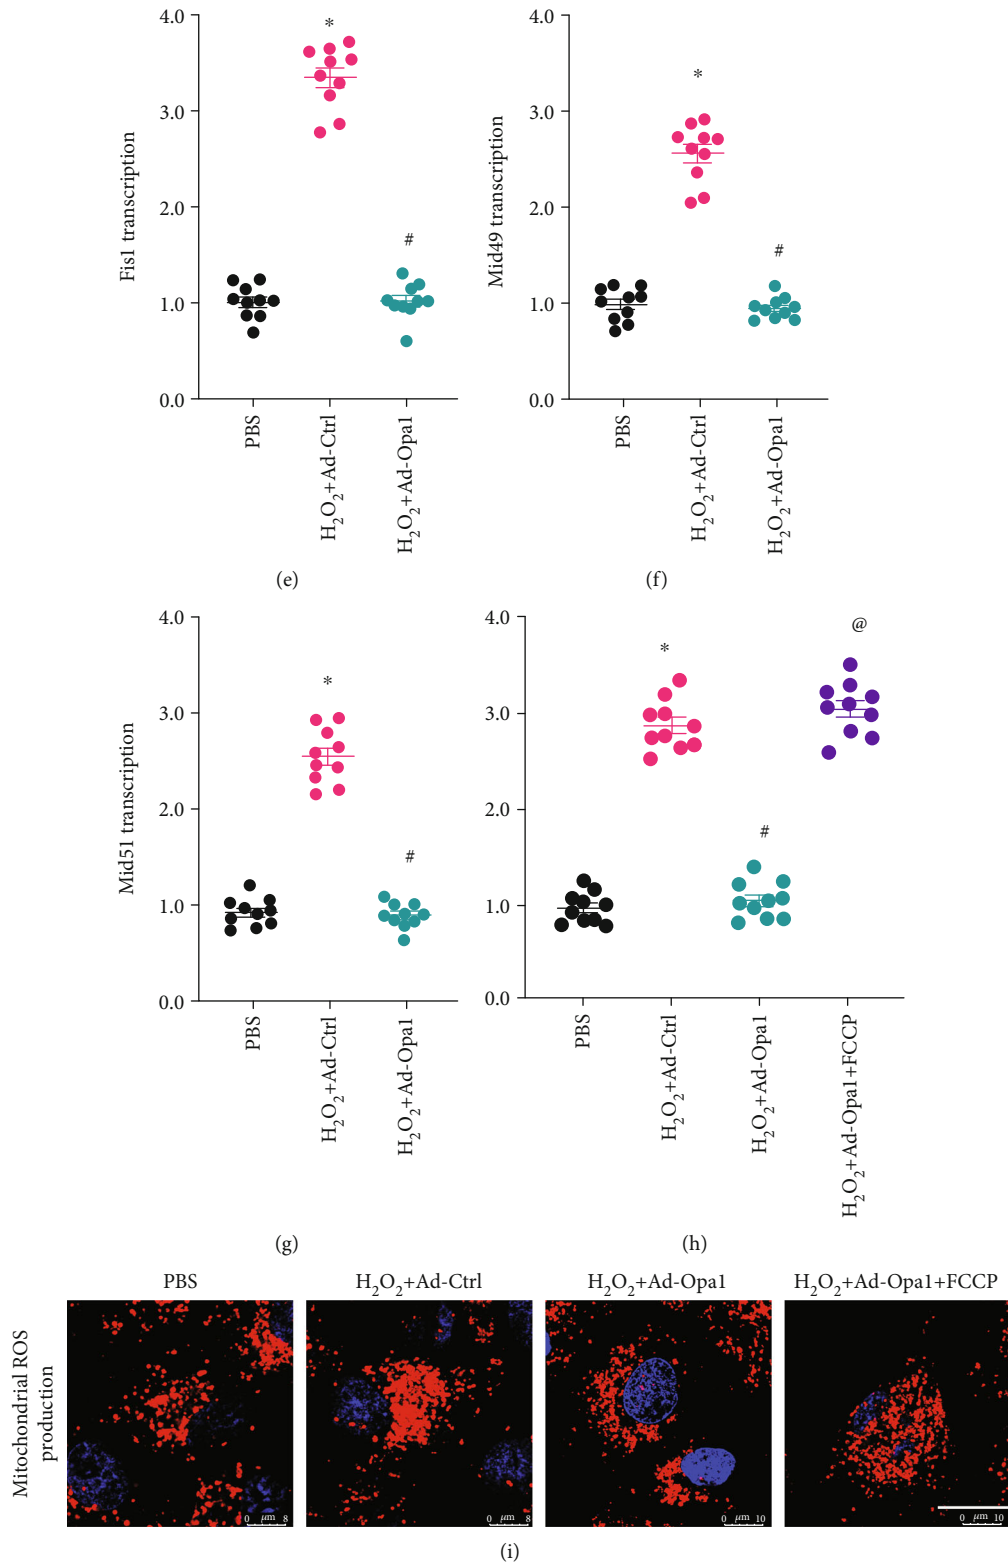 4.0
3.0
2.0
1.0
0.0
Fis1 transcription
*
#
PBS
H₂O₂+Ad-Ctrl
H₂O₂+Ad-Opa1
(e)
4.0
3.0
2.0
1.0
0.0
Mid49 transcription
*
#
PBS
H₂O₂+Ad-Ctrl
H₂O₂+Ad-Opa1
(f)
4.0
3.0
2.0
1.0
0.0
Mid51 transcription
*
#
PBS
H₂O₂+Ad-Ctrl
H₂O₂+Ad-Opa1
(g)
4.0
3.0
2.0
1.0
0.0
*
#
@
PBS
H₂O₂+Ad-Ctrl
H₂O₂+Ad-Opa1
H₂O₂+Ad-Opa1+FCCP
(h)
PBS
H₂O₂+Ad-Ctrl
H₂O₂+Ad-Opa1
H₂O₂+Ad-Opa1+FCCP
Mitochondrial ROS
production
0 μm 8
0 μm 8
0 μm 10
0 μm 10
(i)